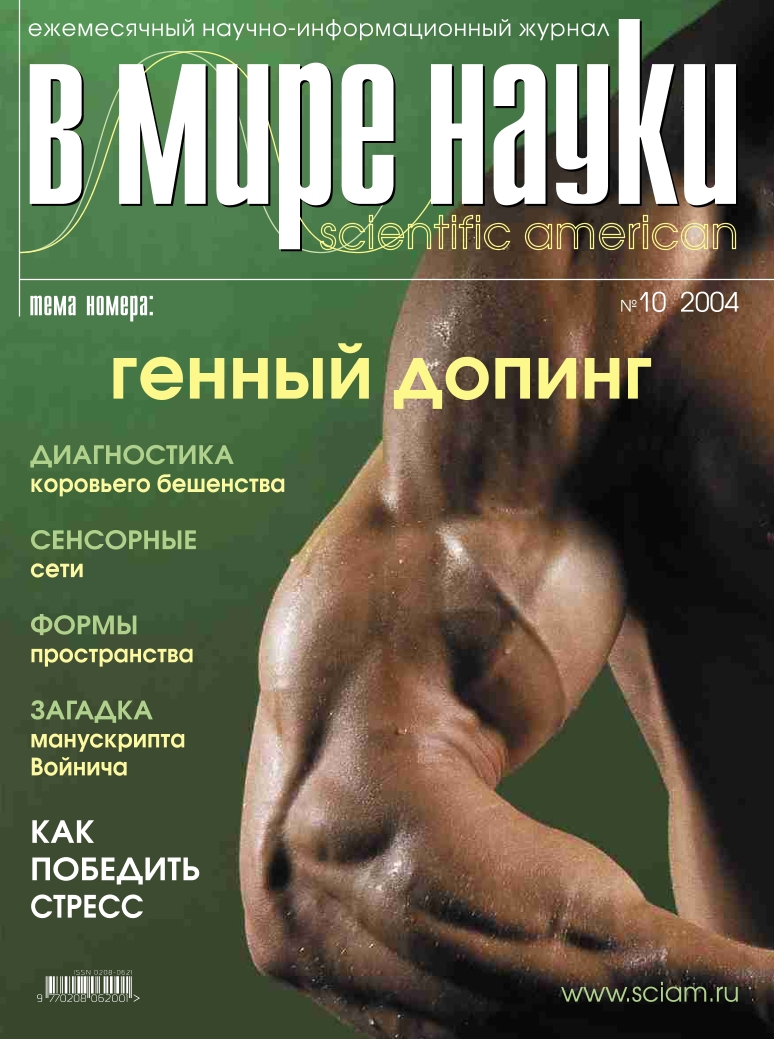 ежемесячный научно-информационный журнал
в мире науки
scientific american
тема номера:
№10 2004
генный допинг
ДИАГНОСТИКА
коровьего бешенства
СЕНСОРНЫЕ
сети
ФОРМЫ
пространства
ЗАГАДКА
манускрипта
Войнича
КАК
ПОБЕДИТЬ
СТРЕСС
ISSN 0208-0621
9 770208 062001 >
www.sciam.ru